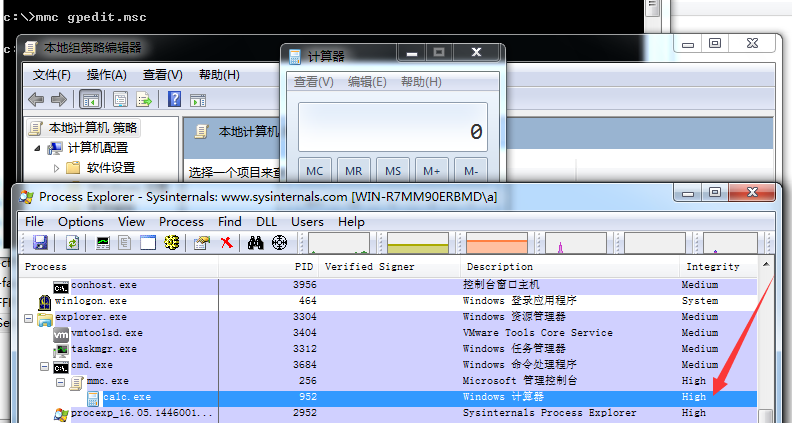 c:\>mmc gpedit.msc
c:
本地组策略编辑器
计算器
文件(F) 操作(A) 查看(V) 帮助(H)
查看(V) 编辑(E) 帮助(H)
本地计算机 策略
本地计算机
0
计算机配置
软件设置
选择一个项目来查
MC MR MS M+ M-
Process Explorer - Sysinternals: www.sysinternals.com [WIN-R7MM90ERBMD\a]
File Options View Process Find DLL Users Help
Process PID Verified Signer Description Integrity
conhost.exe 3956 控制台窗口主机 Medium
winlogon.exe 464 Windows 登录应用程序 System
explorer.exe 3304 Windows 资源管理器 Medium
vmtoolsd.exe 3404 VMware Tools Core Service Medium
taskmgr.exe 3312 Windows 任务管理器 Medium
cmd.exe 3684 Windows 命令处理程序 Medium
mmc.exe 256 Microsoft 管理控制台 High
calc.exe 952 Windows 计算器 High
procexp_16.05.1446001... 2952 Sysinternals Process Explorer High